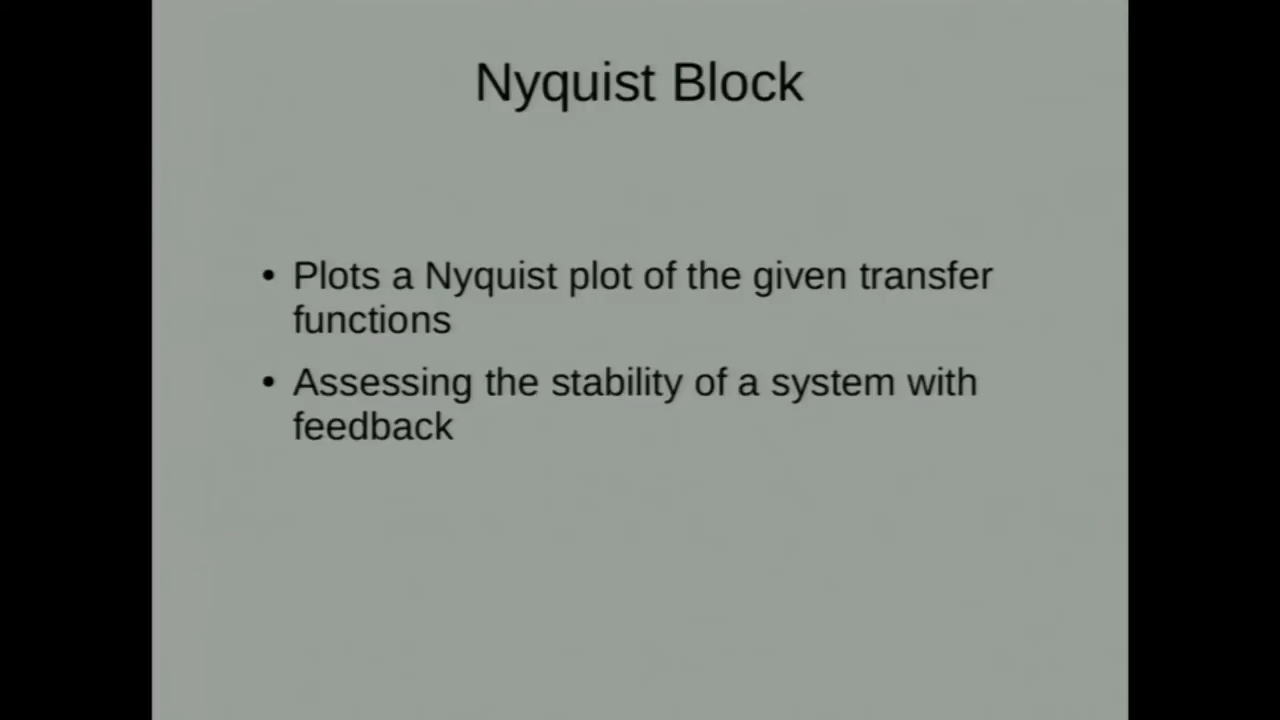 Nyquist Block
• Plots a Nyquist plot of the given transfer
functions
• Assessing the stability of a system with
feedback